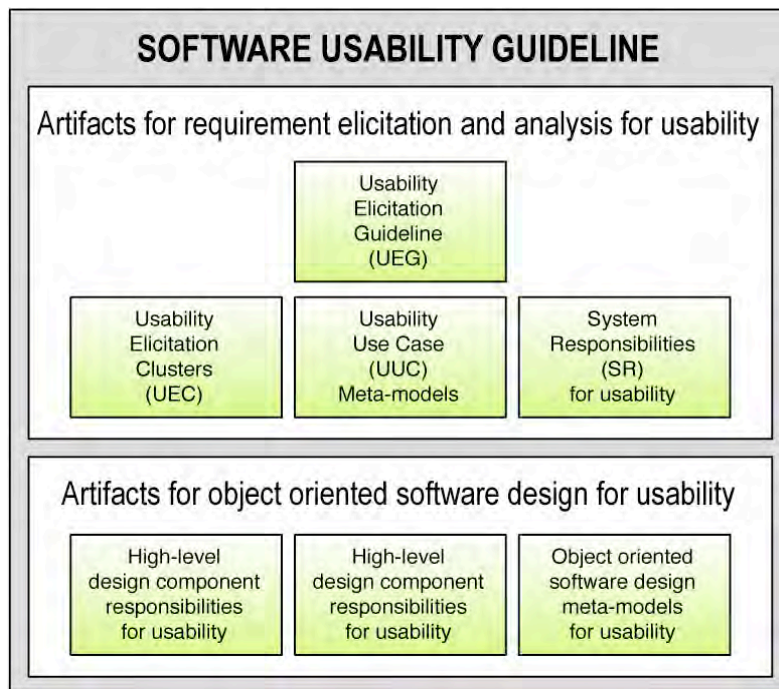 SOFTWARE USABILITY GUIDELINE
Artifacts for requirement elicitation and analysis for usability
Usability
Elicitation
Guideline
(UEG)
Usability
Elicitation
Clusters
(UEC)
Usability
Use Case
(UUC)
Meta-models
System
Responsibilities
(SR)
for usability
Artifacts for object oriented software design for usability
High-level
design component
responsibilities
for usability
High-level
design component
responsibilities
for usability
Object oriented
software design
meta-models
for usability